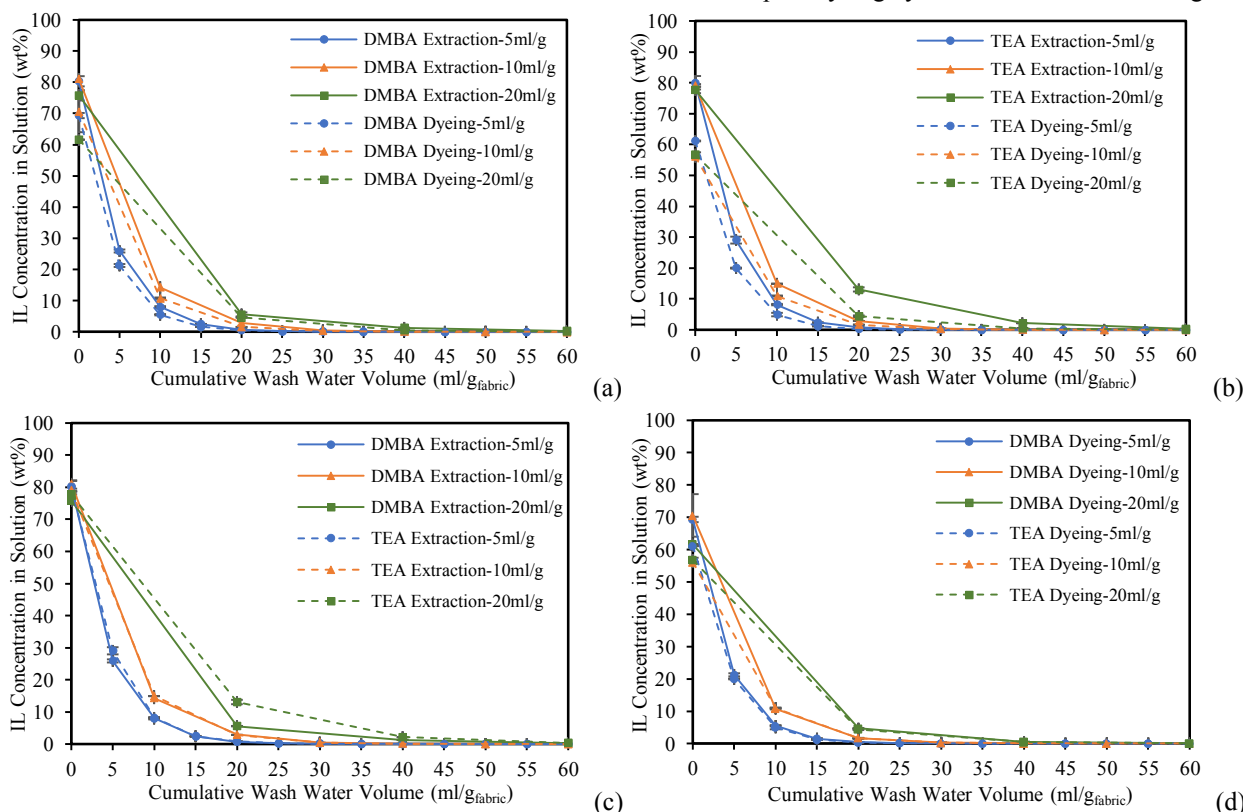 IL Concentration in Solution (wt%)
100
90
80
70
60
50
40
30
20
10
0
DMBA Extraction-5ml/g
DMBA Extraction-10ml/g
DMBA Extraction-20ml/g
DMBA Dyeing-5ml/g
DMBA Dyeing-10ml/g
DMBA Dyeing-20ml/g
0 5 10 15 20 25 30 35 40 45 50 55 60
Cumulative Wash Water Volume (ml/gfabric)
(a)
IL Concentration in Solution (wt%)
100
90
80
70
60
50
40
30
20
10
0
TEA Extraction-5ml/g
TEA Extraction-10ml/g
TEA Extraction-20ml/g
TEA Dyeing-5ml/g
TEA Dyeing-10ml/g
TEA Dyeing-20ml/g
0 5 10 15 20 25 30 35 40 45 50 55 60
Cumulative Wash Water Volume (ml/gfabric)
(b)
IL Concentration in Solution (wt%)
100
90
80
70
60
50
40
30
20
10
0
DMBA Extraction-5ml/g
DMBA Extraction-10ml/g
DMBA Extraction-20ml/g
TEA Extraction-5ml/g
TEA Extraction-10ml/g
TEA Extraction-20ml/g
0 5 10 15 20 25 30 35 40 45 50 55 60
Cumulative Wash Water Volume (ml/gfabric)
(c)
IL Concentration in Solution (wt%)
100
90
80
70
60
50
40
30
20
10
0
DMBA Dyeing-5ml/g
DMBA Dyeing-10ml/g
DMBA Dyeing-20ml/g
TEA Dyeing-5ml/g
TEA Dyeing-10ml/g
TEA Dyeing-20ml/g
0 5 10 15 20 25 30 35 40 45 50 55 60
Cumulative Wash Water Volume (ml/gfabric)
(d)